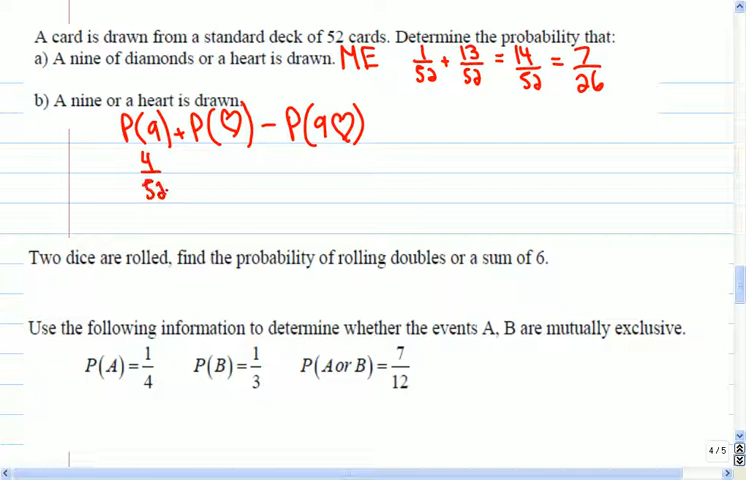 A card is drawn from a standard deck of 52 cards. Determine the probability that:
a) A nine of diamonds or a heart is drawn. ME 1/52 + 13/52 = 14/52 = 7/26
b) A nine or a heart is drawn.
P(9) + P(♡) - P(9♡)
4/52
Two dice are rolled, find the probability of rolling doubles or a sum of 6.
Use the following information to determine whether the events A, B are mutually exclusive.
P(A) = 1/4 P(B) = 1/3 P(A or B) = 7/12
4 / 5